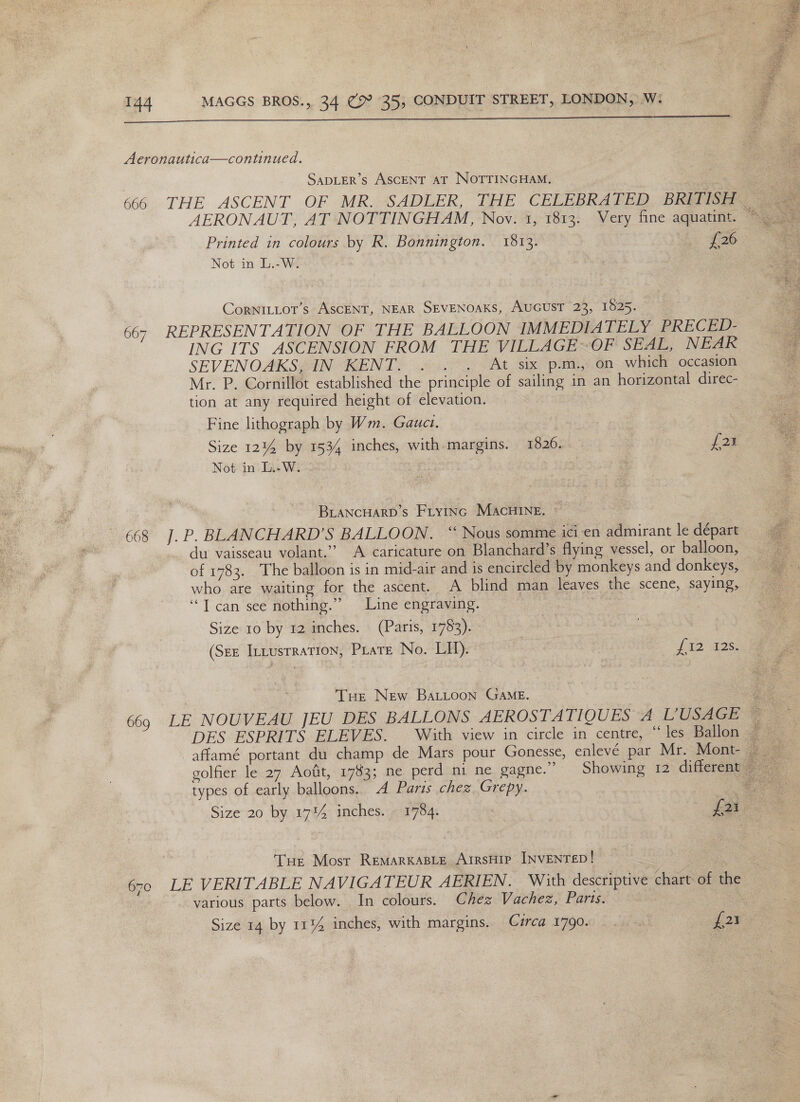 144 MAGGS BROS., 34 & 35, CONDUIT STREET, LONDON, W.
Aeronautica—continued.
SADLER'S ASCENT AT NOTTINGHAM.
666 THE ASCENT OF MR. SADLER, THE CELEBRATED BRITISH
AERONAUT, AT NOTTINGHAM, Nov. 1, 1813. Very fine aquatint.
Printed in colours by R. Bonnington. 1813. £26
Not in L.-W.
CORNILLOT'S ASCENT, NEAR SEVENOAKS, AUGUST 23, 1825.
667 REPRESENTATION OF THE BALLOON IMMEDIATELY PRECED-
ING ITS ASCENSION FROM THE VILLAGE OF SEAL, NEAR
SEVENOAKS, IN KENT. . . . At six p.m., on which occasion
Mr. P. Cornillot established the principle of sailing in an horizontal direc-
tion at any required height of elevation.
Fine lithograph by Wm. Gauci.
Size 12½ by 15¾ inches, with margins. 1826. £21
Not in L.-W.
BLANCHARD'S FLYING MACHINE.
668 J. P. BLANCHARD'S BALLOON. “ Nous somme ici en admirant le départ
du vaisseau volant.” A caricature on Blanchard's flying vessel, or balloon,
of 1783. The balloon is in mid-air and is encircled by monkeys and donkeys,
who are waiting for the ascent. A blind man leaves the scene, saying,
“ I can see nothing.” Line engraving.
Size 10 by 12 inches. (Paris, 1783).
(SEE ILLUSTRATION, PLATE NO. LII). £12 12s.
THE NEW BALLOON GAME.
669 LE NOUVEAU JEU DES BALLONS AEROSTATIQUES A L'USAGE
DES ESPRITS ELEVES. With view in circle in centre, “ les Ballon
affamé portant du champ de Mars pour Gonesse, enlevé par Mr. Mont-
golfier le 27 Août, 1783; ne perd ni ne gagne.” Showing 12 different
types of early balloons. A Paris chez Grepy.
Size 20 by 17½ inches. 1784. £21
THE MOST REMARKABLE AIRSHIP INVENTED!
670 LE VERITABLE NAVIGATEUR AERIEN. With descriptive chart of the
various parts below. In colours. Chez Vachez, Paris.
Size 14 by 11½ inches, with margins. Circa 1790. £21